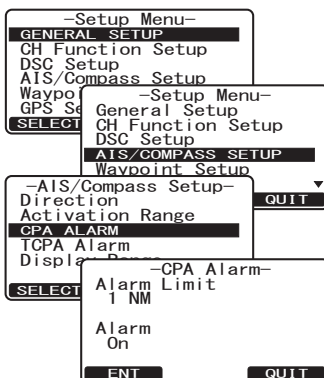 -Setup Menu-
GENERAL SETUP
CH Function Setup
DSC Setup
AIS/Compass Setup
GPS
SELECT
-Setup Menu-
General Setup
CH Function Setup
DSC Setup
AIS/COMPASS SETUP
Waypoint Setup
QUIT
-AIS/Compass Setup-
Direction
Activation Range
CPA ALARM
TCPA Alarm
Display Range
SELECT
-CPA Alarm-
Alarm Limit
1 NM
Alarm
On
ENT QUIT